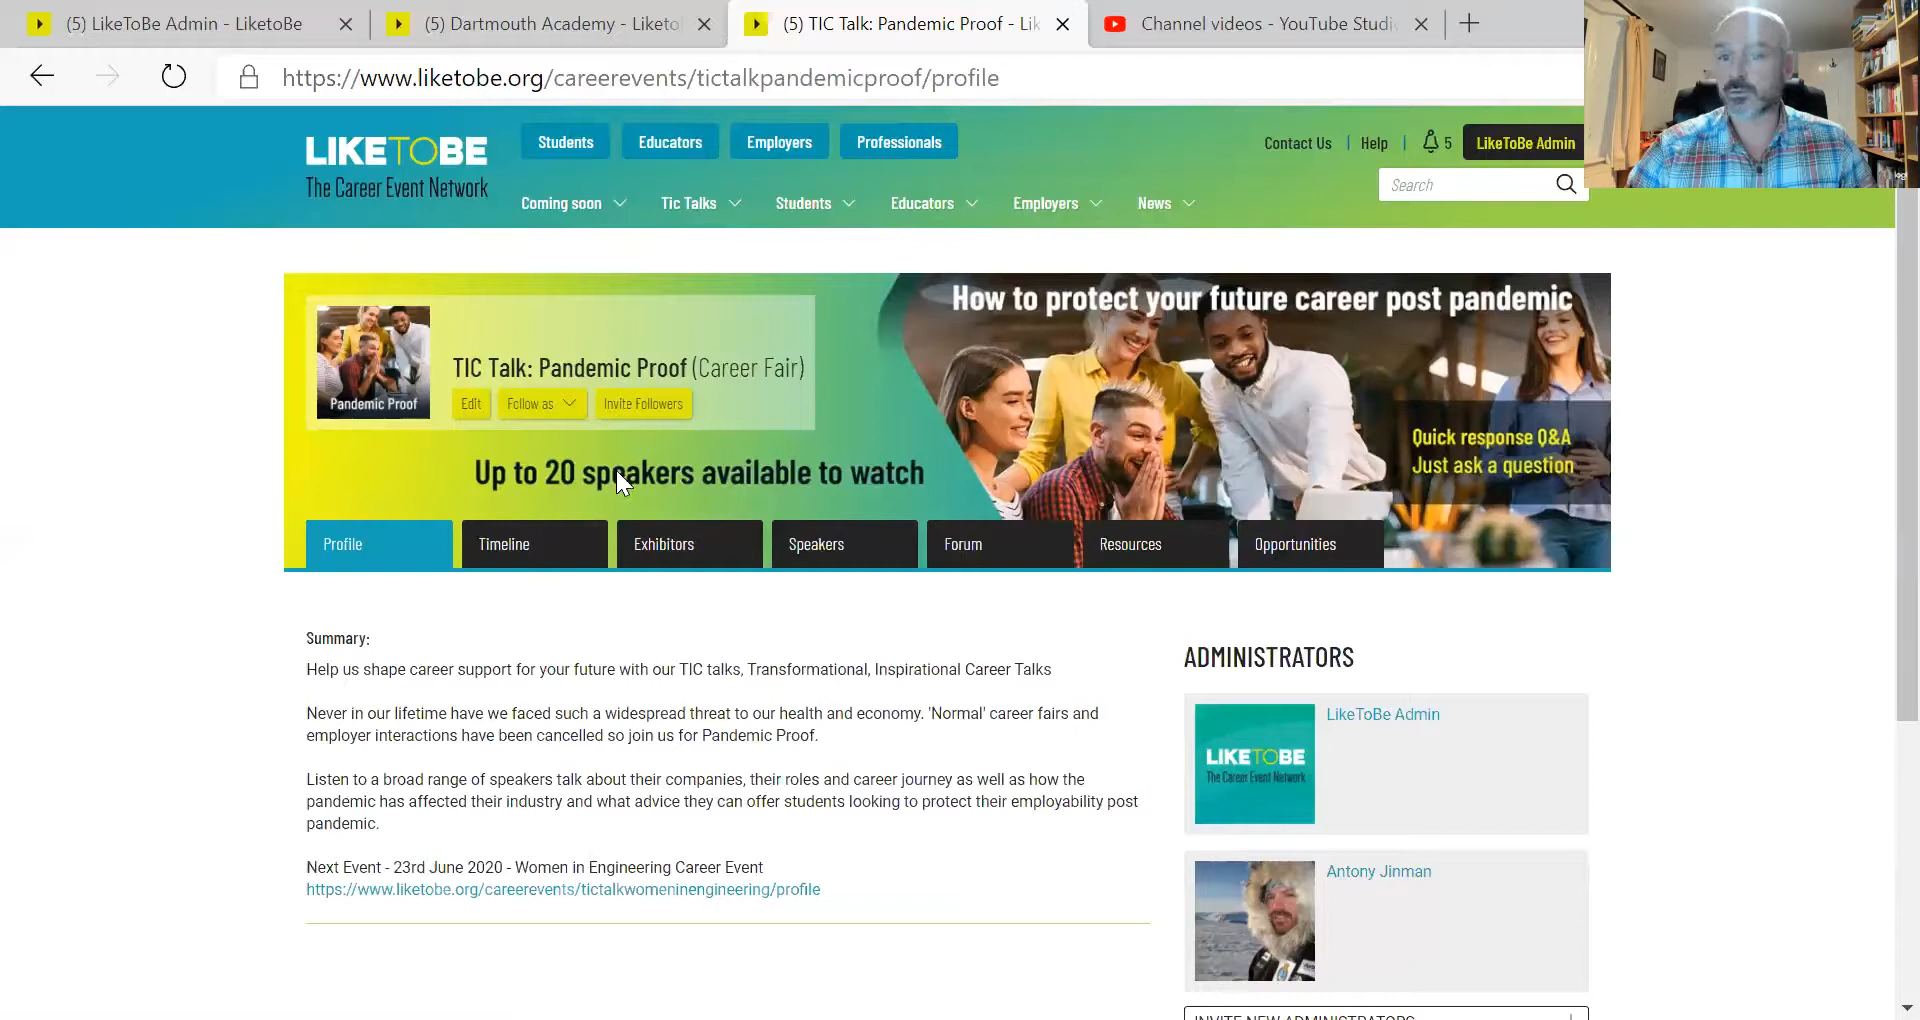 (5) LikeToBe Admin - LiketoBe
(5) Dartmouth Academy - Liketo
(5) TIC Talk: Pandemic Proof - Lik
Channel videos - YouTube Studi
https://www.liketobe.org/careerevents/tictalkpandemicproof/profile
LIKETOBE
The Career Event Network
Students
Educators
Employers
Professionals
Contact Us
Help
5
LikeToBe Admin
Search
Coming soon
Tic Talks
Students
Educators
Employers
News
How to protect your future career post pandemic
Pandemic Proof
TIC Talk: Pandemic Proof (Career Fair)
Edit
Follow as
Invite Followers
Up to 20 speakers available to watch
Quick response Q&A
Just ask a question
Profile
Timeline
Exhibitors
Speakers
Forum
Resources
Opportunities
Summary:
Help us shape career support for your future with our TIC talks, Transformational, Inspirational Career Talks
Never in our lifetime have we faced such a widespread threat to our health and economy. 'Normal' career fairs and
employer interactions have been cancelled so join us for Pandemic Proof.
Listen to a broad range of speakers talk about their companies, their roles and career journey as well as how the
pandemic has affected their industry and what advice they can offer students looking to protect their employability post
pandemic.
Next Event - 23rd June 2020 - Women in Engineering Career Event
https://www.liketobe.org/careerevents/tictalkwomeninengineering/profile
ADMINISTRATORS
LIKETOBE
The Career Event Network
LikeToBe Admin
Antony Jinman
INVITE NEW ADMINISTRATORS